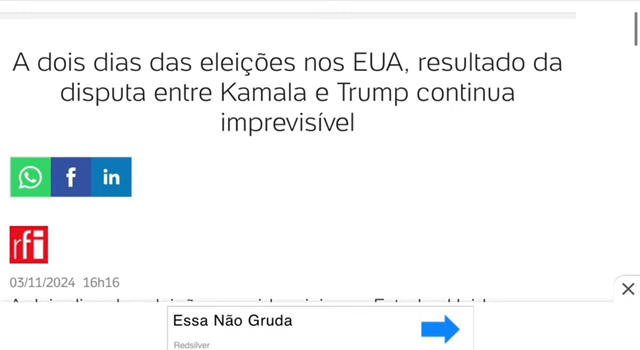 A dois dias das eleições nos EUA, resultado da
disputa entre Kamala e Trump continua
imprevisível
f
in
rfi
03/11/2024 16h16
Essa Não Gruda
Redsilver